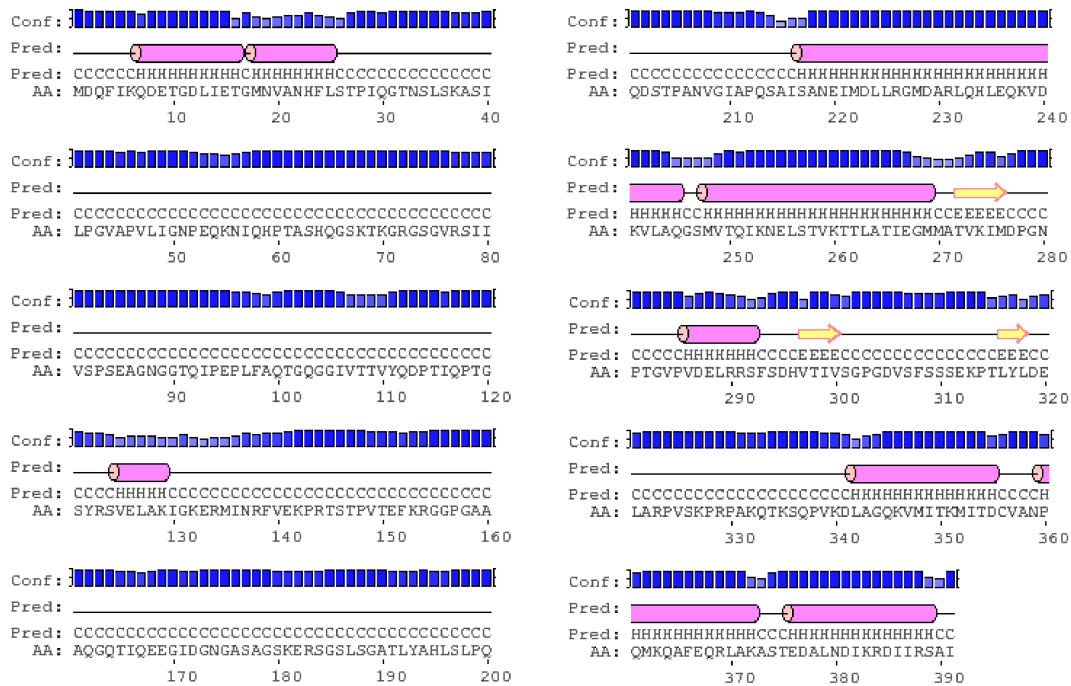 Conf:
Pred:
Pred: CCCCCCHHHHHHHHHHCHHHHHHHHCCCCCCCCCCCCCCC
AA: MDQFIKQDETGDLIETGMNVANHFLSTPIQGTNSLSKASI
10 20 30 40
Conf:
Pred:
Pred: CCCCCCCCCCCCCCCCCCCCCCCCCCCCCCCCCCCCCCCC
AA: LPGVAPVLIGNPEQKNIQHPTASHQGSKTKGRGSGVRSII
50 60 70 80
Conf:
Pred:
Pred: CCCCCCCCCCCCCCCCCCCCCCCCCCCCCCCCCCCCCCCC
AA: VSPSEAGNGGTQIPEPLFAQTGQGGIVTTVYQDPTIQPTG
90 100 110 120
Conf:
Pred:
Pred: CCCCHHHHHCCCCCCCCCCCCCCCCCCCCCCCCCCCCCCC
AA: SYRSVELAKIGKERMINRFVEKPRTSTPVTEFKRGGPGAA
130 140 150 160
Conf:
Pred:
Pred: CCCCCCCCCCCCCCCCCCCCCCCCCCCCCCCCCCCCCCCC
AA: AQGQTIQEEGIDGNGASAGSKERSGSLSGATLYAHLSLPQ
170 180 190 200
Conf:
Pred:
Pred: CCCCCCCCCCCCCCCCHHHHHHHHHHHHHHHHHHHHHHHH
AA: QDSTPANVGIAPQSAISANEIMDLLRGMDARLQHLEQKVD
210 220 230 240
Conf:
Pred:
Pred: HHHHHCCHHHHHHHHHHHHHHHHHHHHHHCCEEEEECCCC
AA: KVLAQGSMVTQIKNELSTVKTTLATIEGMMATVKIMDPGN
250 260 270 280
Conf:
Pred:
Pred: CCCCCHHHHHHHCCCCEEEECCCCCCCCCCCCCCCEEECC
AA: PTGVPVDELRRSFSDHVTIVSGPGDVSFSSSEKPTLYLDE
290 300 310 320
Conf:
Pred:
Pred: CCCCCCCCCCCCCCCCCCCCCHHHHHHHHHHHHHHCCCCH
AA: LARPVSKPRPAKQTKSQPVKDLAGQKVMITKMITDCVANP
330 340 350 360
Conf:
Pred:
Pred: HHHHHHHHHHHHCCCHHHHHHHHHHHHHHCC
AA: QMKQAFEQRLAKASTEDALNDIKRDIIRSAI
370 380 390